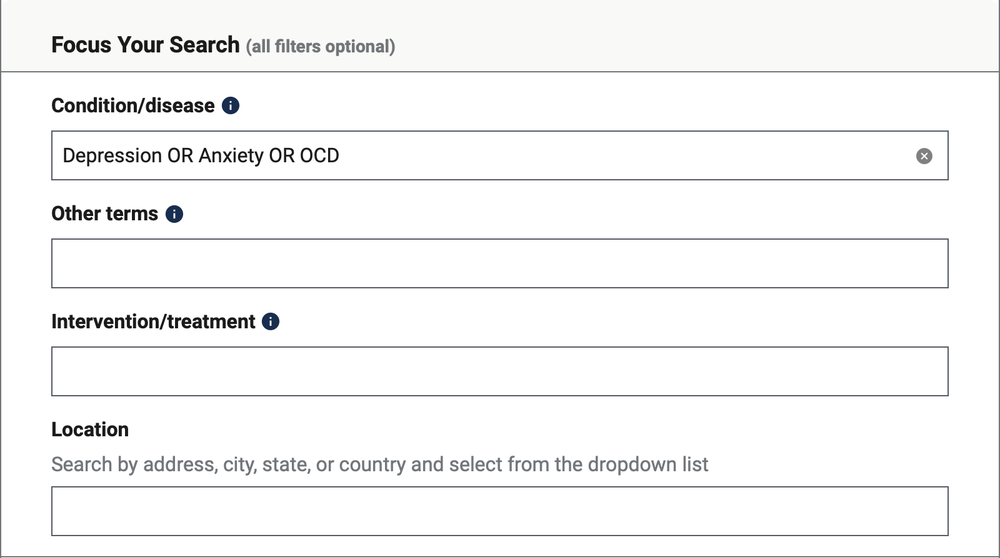 Focus Your Search (all filters optional)
Condition/disease i
Depression OR Anxiety OR OCD
Other terms i
Intervention/treatment i
Location
Search by address, city, state, or country and select from the dropdown list